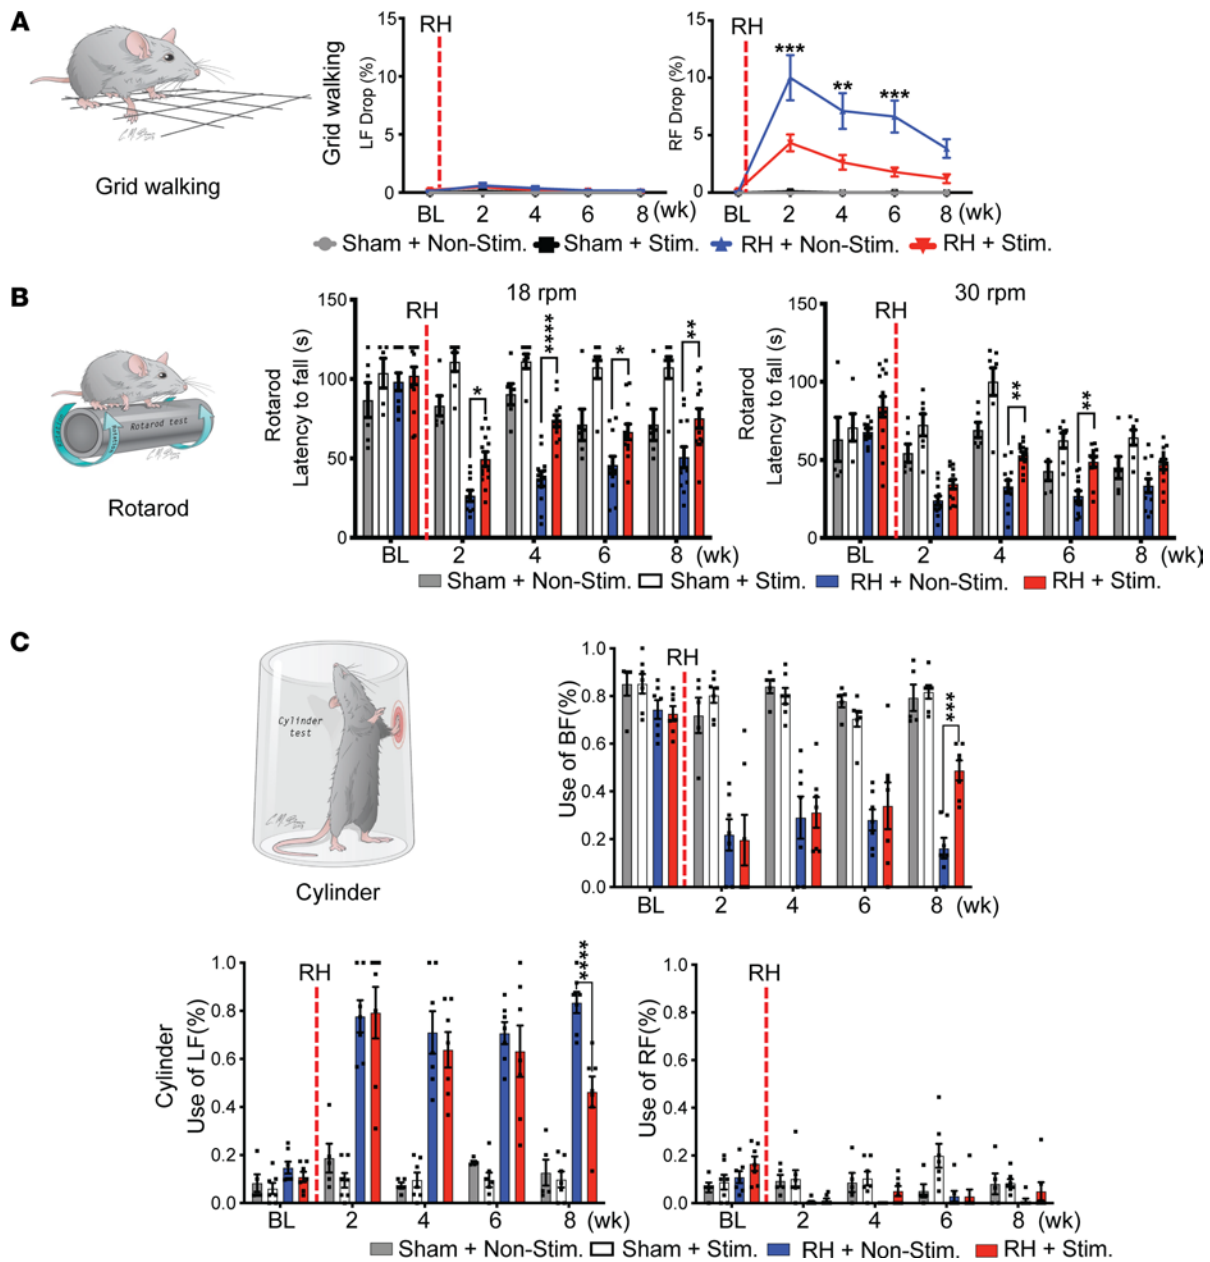 A
Grid walking
Grid walking
LF Drop (%)
15
10
5
0
RH
BL 2 4 6 8 (wk)
RF Drop (%)
15
10
5
0
RH
***
**
***
BL 2 4 6 8 (wk)
Sham + Non-Stim. Sham + Stim. RH + Non-Stim. RH + Stim.
B
Rotarod test
Rotarod
Rotarod
Latency to fall (s)
150
100
50
0
18 rpm
RH
*
****
*
**
BL 2 4 6 8 (wk)
Rotarod
Latency to fall (s)
150
100
50
0
30 rpm
RH
**
**
BL 2 4 6 8 (wk)
Sham + Non-Stim. Sham + Stim. RH + Non-Stim. RH + Stim.
C
Cylinder
test
Cylinder
Use of BF(%)
1.0
0.8
0.6
0.4
0.2
0.0
RH
***
BL 2 4 6 8 (wk)
Cylinder
Use of LF(%)
1.0
0.8
0.6
0.4
0.2
0.0
RH
****
BL 2 4 6 8 (wk)
Use of RF(%)
1.0
0.8
0.6
0.4
0.2
0.0
RH
BL 2 4 6 8 (wk)
Sham + Non-Stim. Sham + Stim. RH + Non-Stim. RH + Stim.